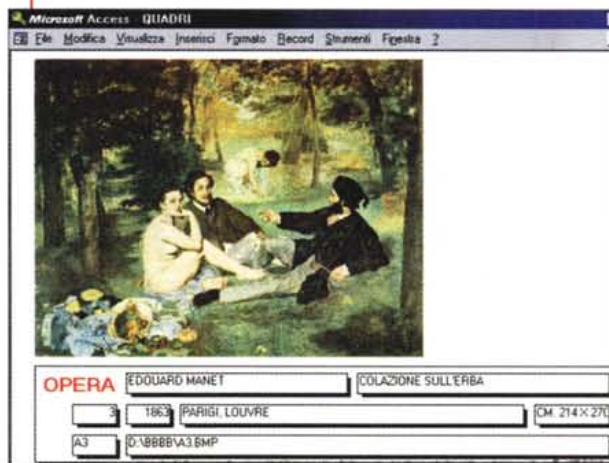 Microsoft Access - QUADRI
File Modifica Visualizza Inserisci Formato Record Strumenti Finestra ?
OPERA EDOUARD MANET COLAZIONE SULL'ERBA
3 1863 PARIGI, LOUVRE CM. 214 X 270
A3 D:\BBBB\A3.BMP